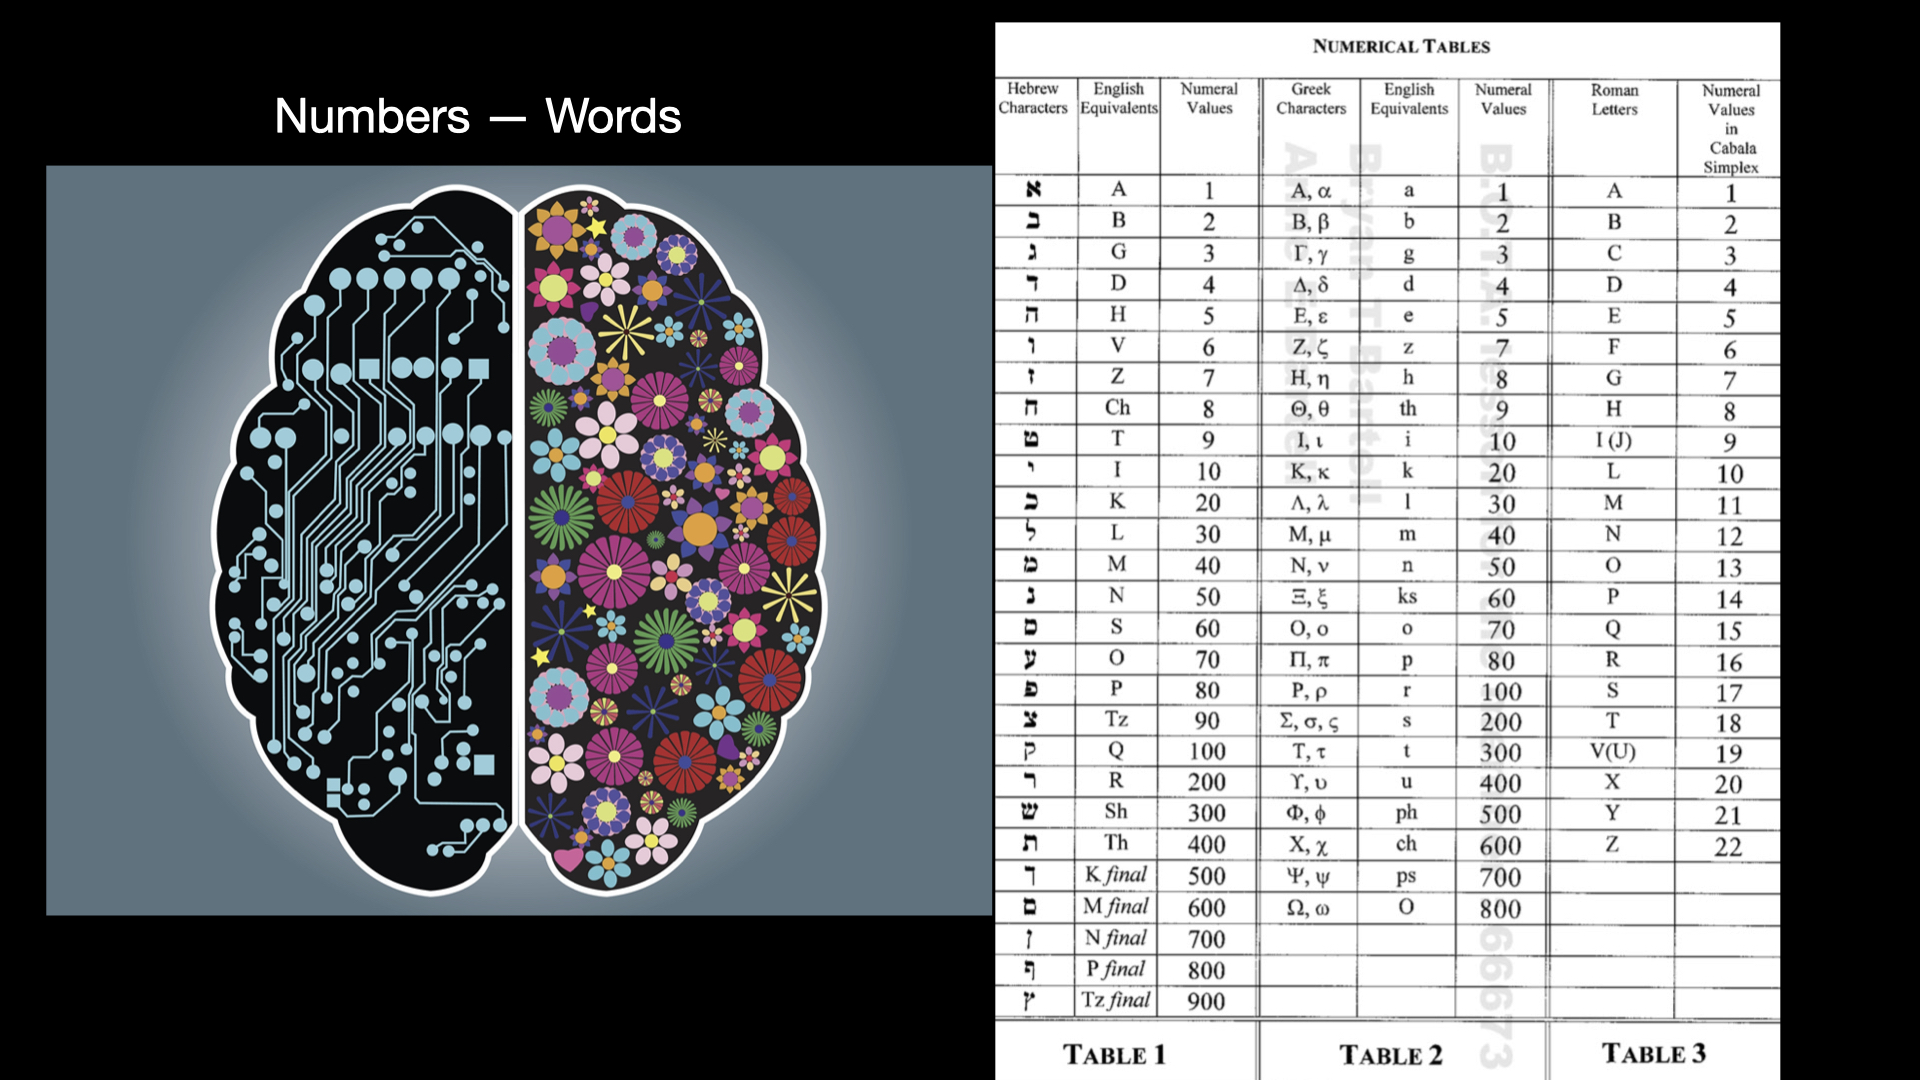 Numbers — Words
NUMERICAL TABLES
Hebrew Characters | English Equivalents | Numeral Values | Greek Characters | English Equivalents | Numeral Values | Roman Letters | Numeral Values in Cabala Simplex
א A 1 Α, α a 1 A 1
ב B 2 Β, β b 2 B 2
ג G 3 Γ, γ g 3 C 3
ד D 4 Δ, δ d 4 D 4
ה H 5 Ε, ε e 5 E 5
ו V 6 Ζ, ζ z 7 F 6
ז Z 7 Η, η h 8 G 7
ח Ch 8 Θ, θ th 9 H 8
ט T 9 Ι, ι i 10 I (J) 9
י I 10 Κ, κ k 20 L 10
כ K 20 Λ, λ l 30 M 11
ל L 30 Μ, μ m 40 N 12
מ M 40 Ν, ν n 50 O 13
נ N 50 Ξ, ξ ks 60 P 14
ס S 60 Ο, ο o 70 Q 15
ע O 70 Π, π p 80 R 16
פ P 80 Ρ, ρ r 100 S 17
צ Tz 90 Σ, σ, ς s 200 T 18
ק Q 100 Τ, τ t 300 V(U) 19
ר R 200 ϒ, υ u 400 X 20
ש Sh 300 Φ, ϕ ph 500 Y 21
ת Th 400 Χ, χ ch 600 Z 22
ך K final 500 Ψ, ψ ps 700
ם M final 600 Ω, ω O 800
ן N final 700
ף P final 800
ץ Tz final 900
TABLE 1 TABLE 2 TABLE 3